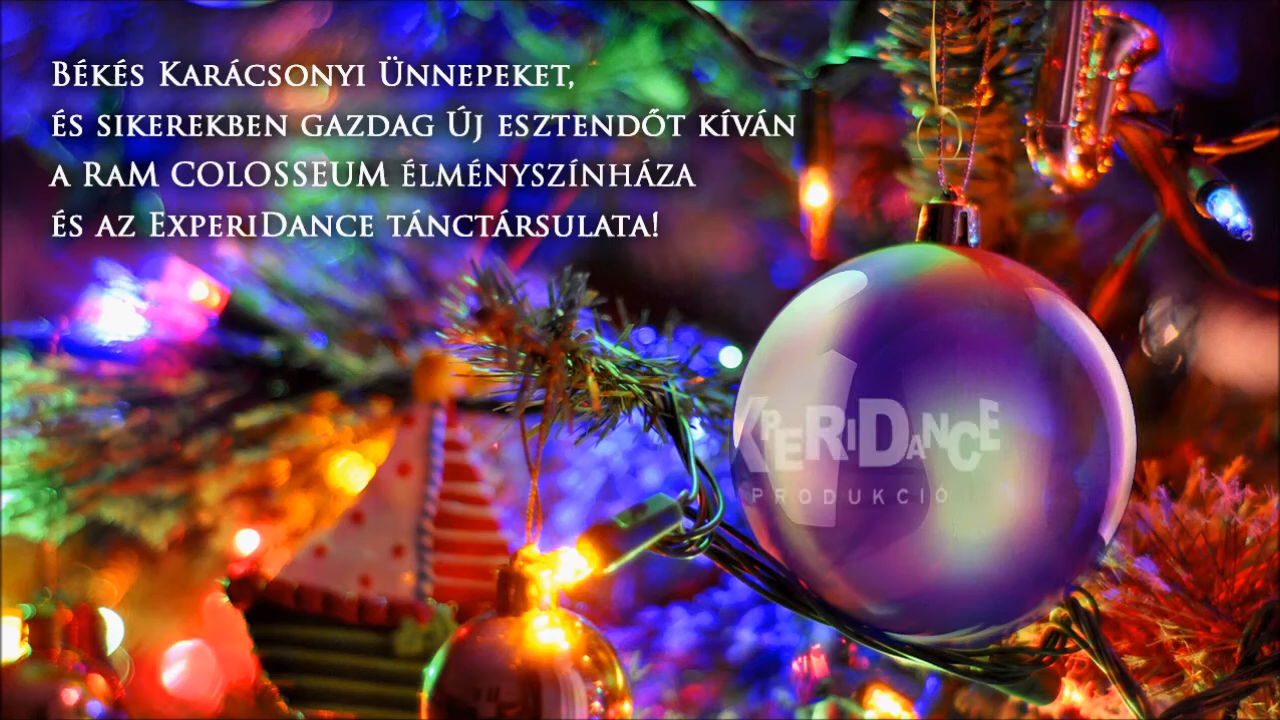 Békés Karácsonyi Ünnepeket,
és sikerekben gazdag Új esztendőt kíván
a RaM COLOSSEUM élményszínháza
és az ExperiDance tánctársulata!
XPERIDANCE
PRODUKCIÓ